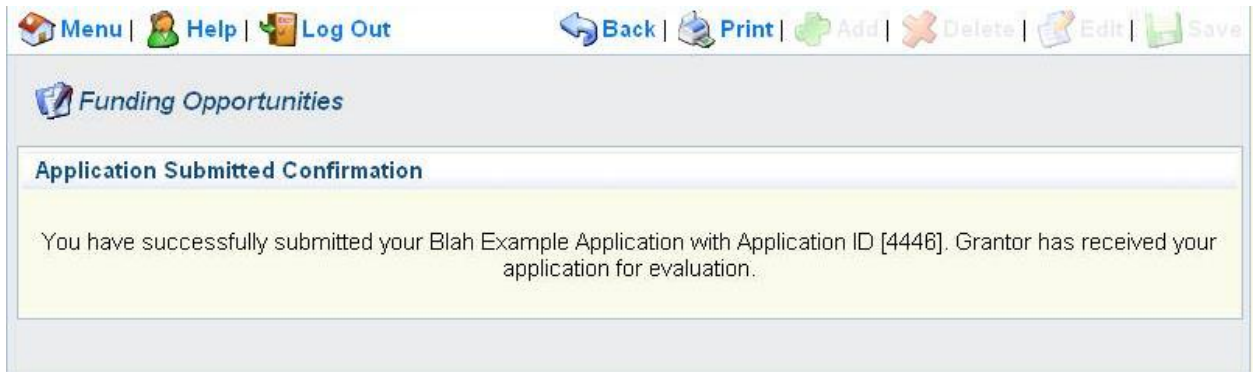 Menu | Help | Log Out Back | Print | Add | Delete | Edit | Save
Funding Opportunities
Application Submitted Confirmation
You have successfully submitted your Blah Example Application with Application ID [4446]. Grantor has received your
application for evaluation.